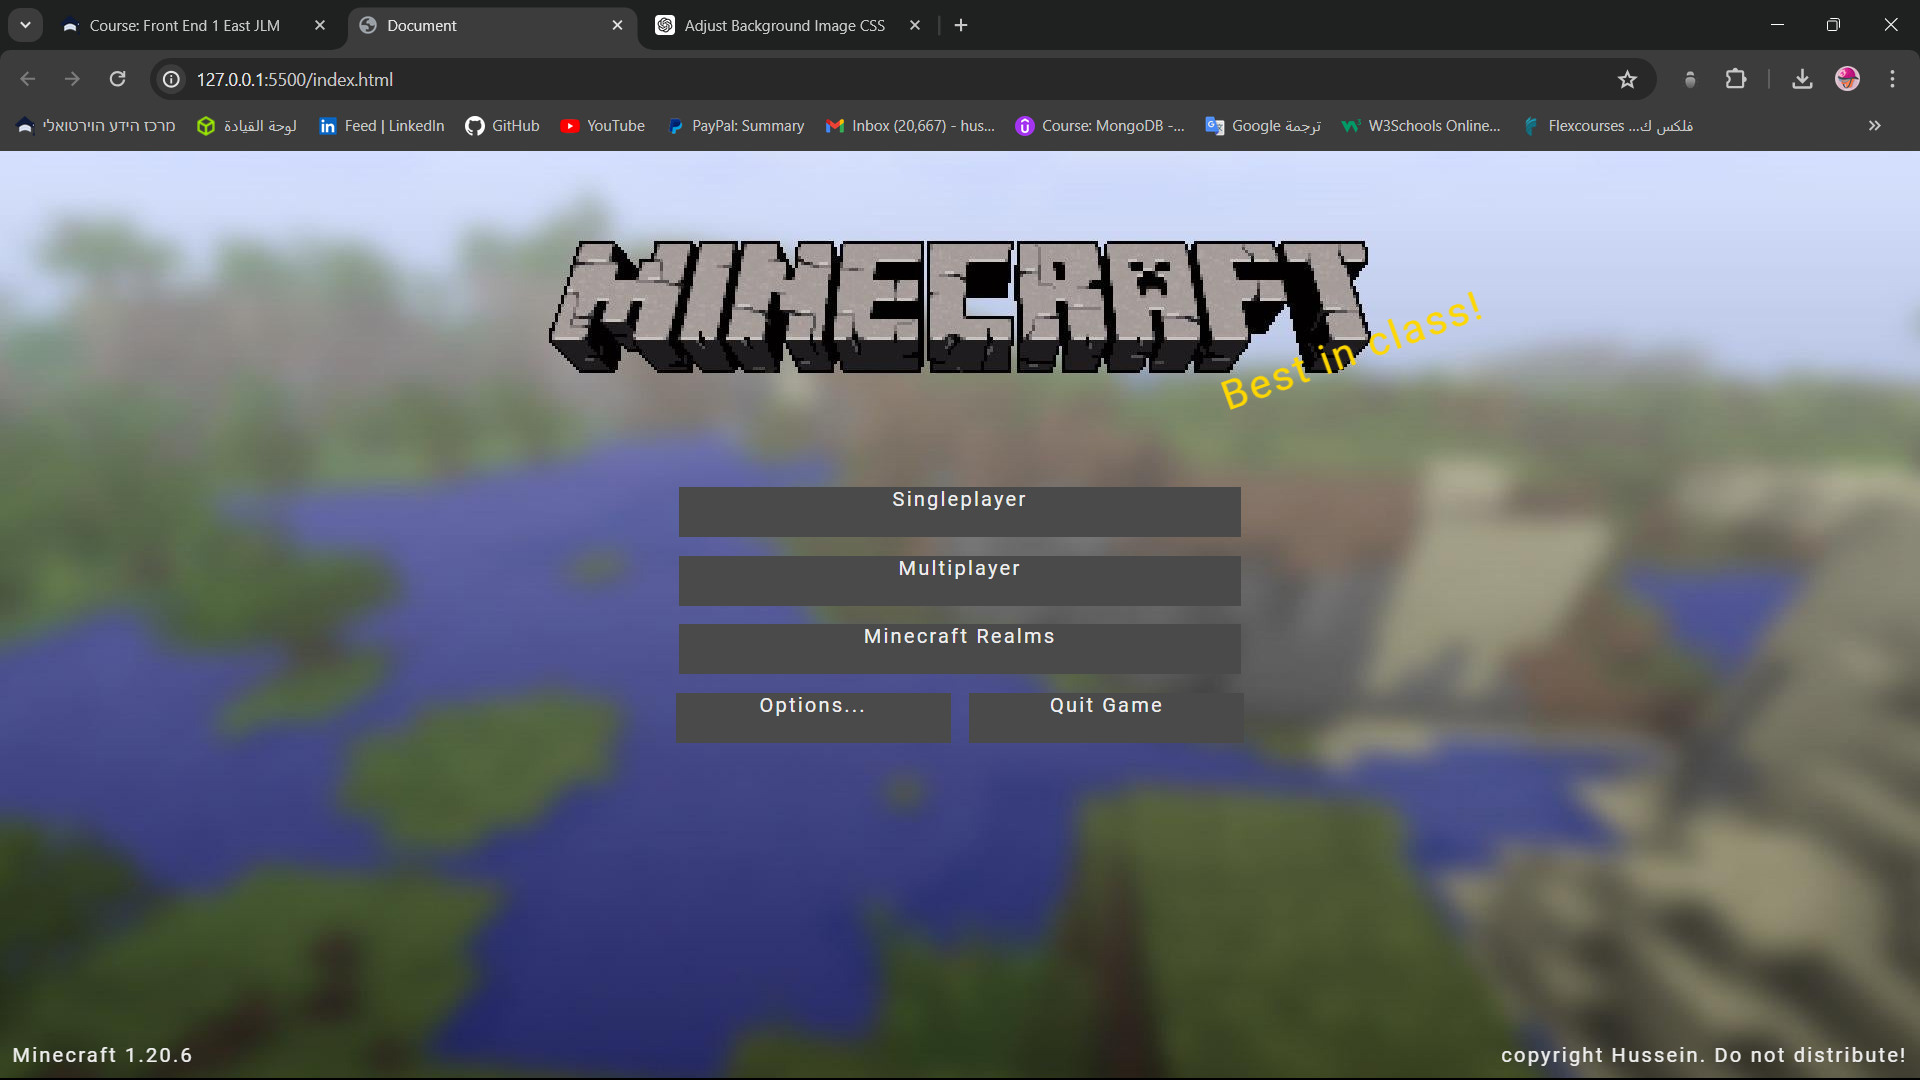 Course: Front End 1 East JLM
Document
Adjust Background Image CSS
127.0.0.1:5500/index.html
מרכז הידע הוירטואלי
لوحة القيادة
Feed | LinkedIn
GitHub
YouTube
PayPal: Summary
Inbox (20,667) - hus...
Course: MongoDB -...
ترجمة Google
W3Schools Online...
فلكس ك... Flexcourses
MINECRAFT
Best in class!
Singleplayer
Multiplayer
Minecraft Realms
Options...
Quit Game
Minecraft 1.20.6
copyright Hussein. Do not distribute!